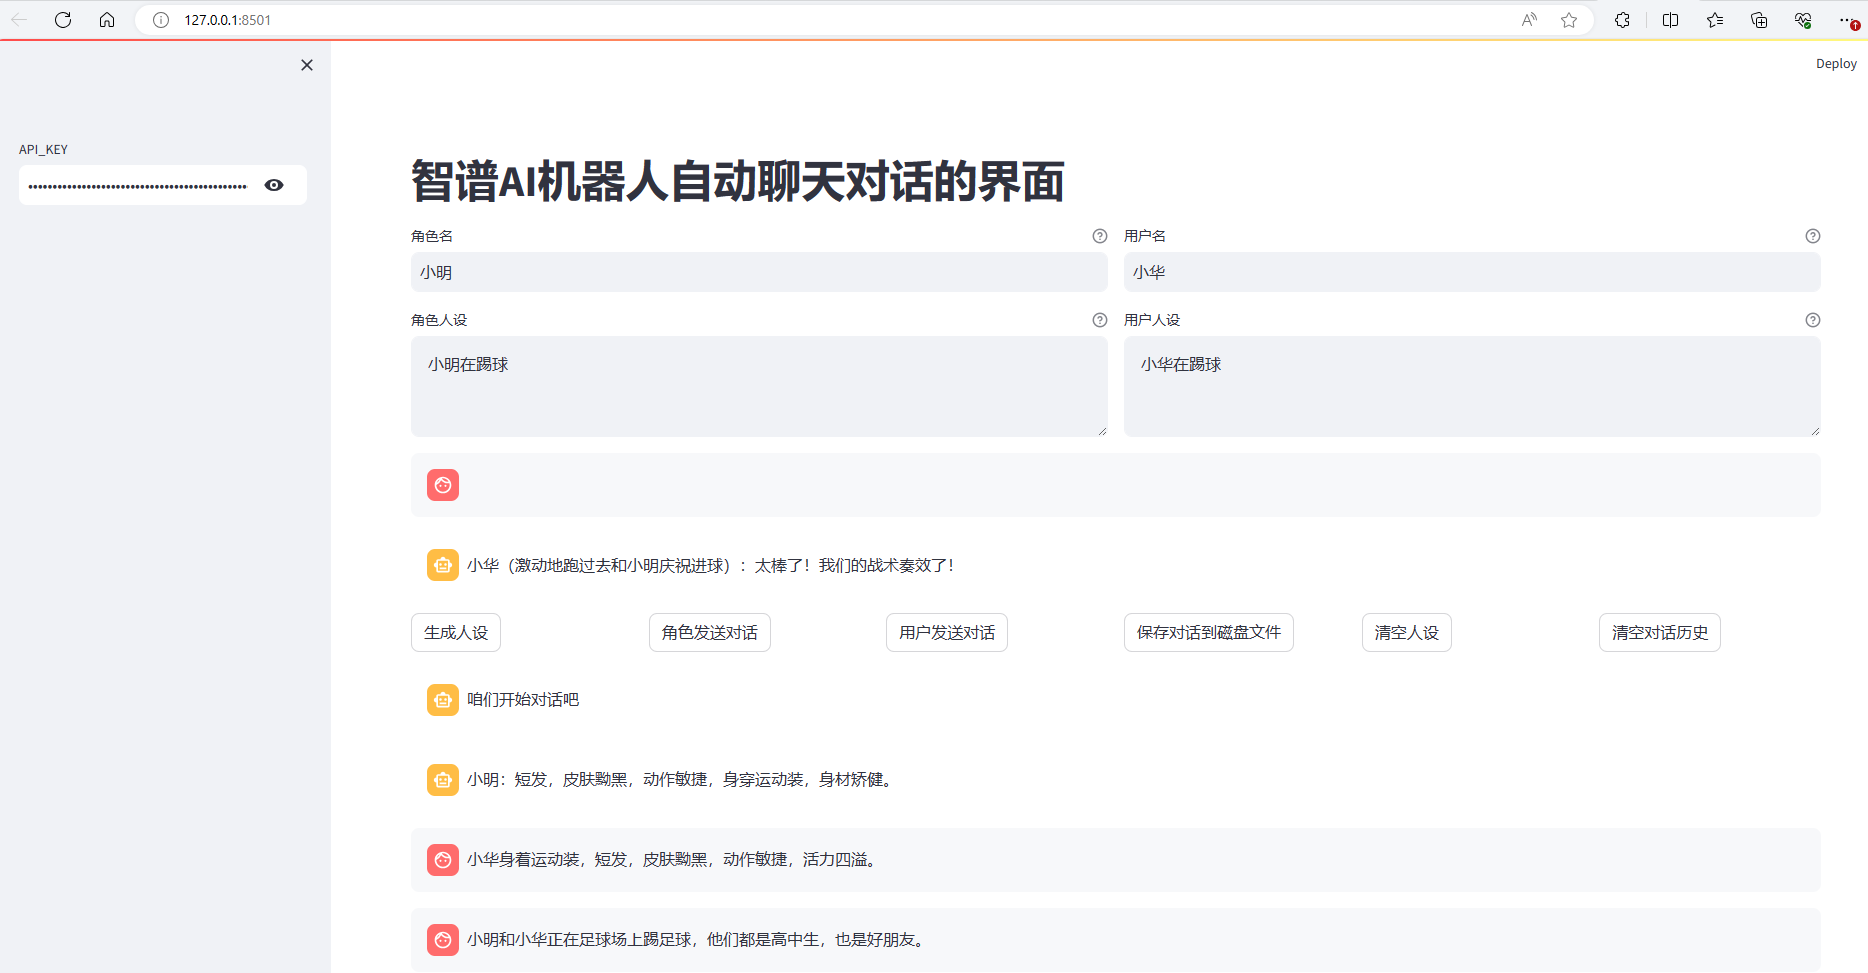 127.0.0.1:8501
Deploy
API_KEY
智谱AI机器人自动聊天对话的界面
角色名
用户名
小明
小华
角色人设
用户人设
小明在踢球
小华在踢球
小华（激动地跑过去和小明庆祝进球）：太棒了！我们的战术奏效了！
生成人设
角色发送对话
用户发送对话
保存对话到磁盘文件
清空人设
清空对话历史
咱们开始对话吧
小明：短发，皮肤黝黑，动作敏捷，身穿运动装，身材矫健。
小华身着运动装，短发，皮肤黝黑，动作敏捷，活力四溢。
小明和小华正在足球场上踢足球，他们都是高中生，也是好朋友。